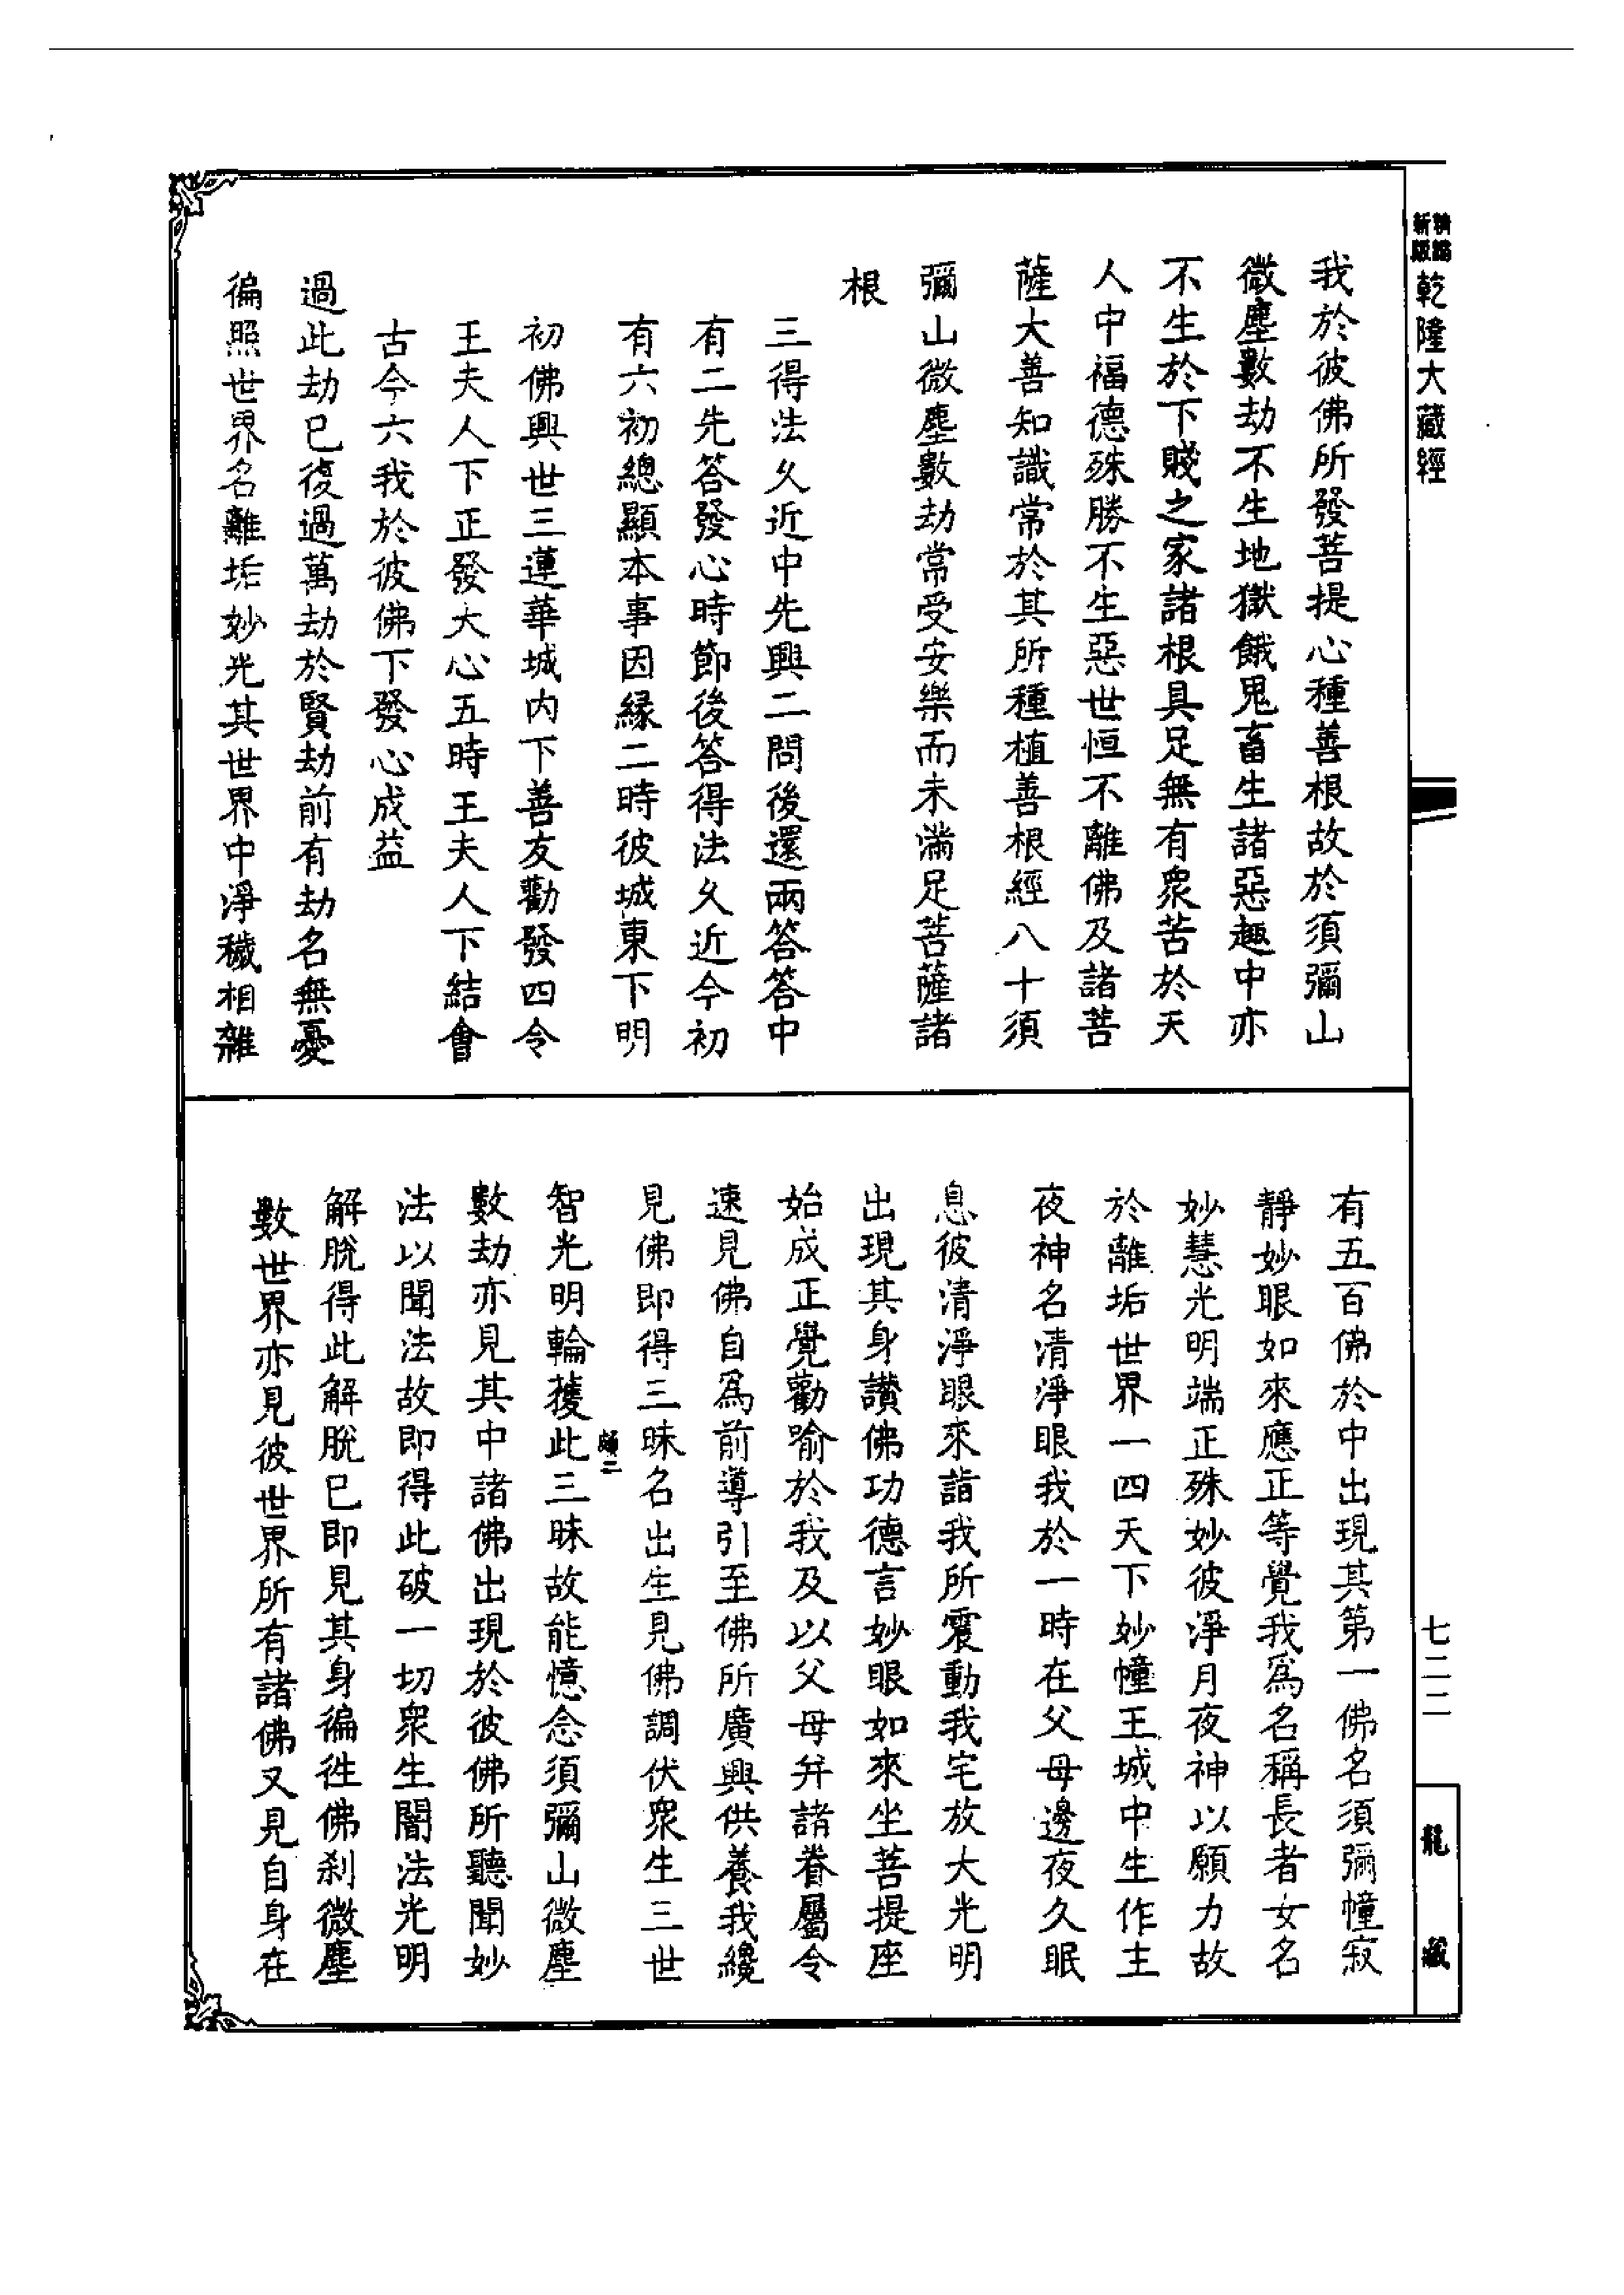 新版
精編
乾隆大藏經
我於彼佛所發菩提心種善根故於須彌山
微塵數劫不生地獄餓鬼畜生諸惡趣中亦
不生於下賤之家諸根具足無有眾苦於天
人中福德殊勝不生惡世恒不離佛及諸菩
薩大善知識常於其所種植善根經八十須
彌山微塵數劫常受安樂而未滿足菩薩諸
根
三得法久近中先興二問後還兩答答中
有二先答發心時節後答得法久近今初
有六初總顯本事因緣二時彼城東下明
初佛興世三蓮華城內下善友勸發四令
王夫人下正發大心五時王夫人下結會
古今六我於彼佛下發心成益
過此劫已復過萬劫於賢劫前有劫名無憂
徧照世界名離垢妙光其世界中淨穢相雜
有五百佛於中出現其第一佛名須彌幢寂
靜妙眼如來應正等覺我為名稱長者女名
妙慧光明端正殊妙彼淨月夜神以願力故
於離垢世界一四天下妙幢王城中生作主
夜神名清淨眼我於一時在父母邊夜久眠
息彼清淨眼來詣我所震動我宅放大光明
出現其身讚佛功德言妙眼如來坐菩提座
始成正覺勸喻於我及以父母并諸眷屬令
速見佛自為前導引至佛所廣興供養我纔
見佛即得三昧名出生見佛調伏眾生三世
智光明輪獲此三昧故能憶念須彌山微塵
數劫亦見其中諸佛出現於彼佛所聽聞妙
法以聞法故即得此破一切眾生闇法光明
解脫得此解脫已即見其身徧往佛刹微塵
數世界亦見彼世界所有諸佛又見自身在
七二二
龍藏